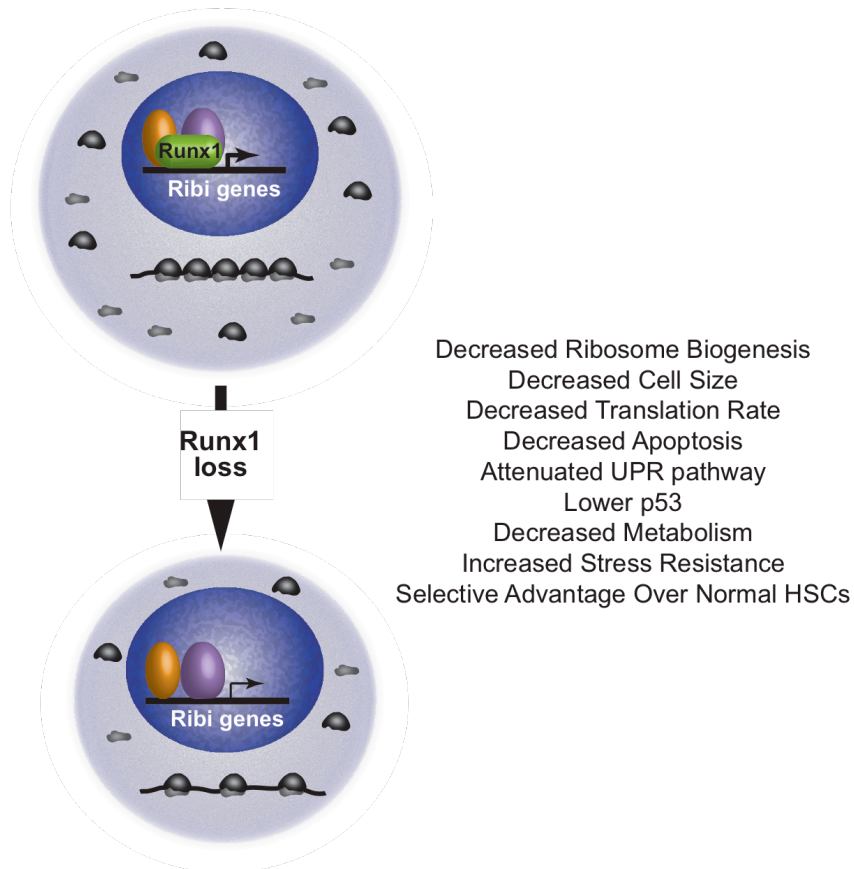 Runx1
Ribi genes
Runx1
loss
Decreased Ribosome Biogenesis
Decreased Cell Size
Decreased Translation Rate
Decreased Apoptosis
Attenuated UPR pathway
Lower p53
Decreased Metabolism
Increased Stress Resistance
Selective Advantage Over Normal HSCs
Ribi genes